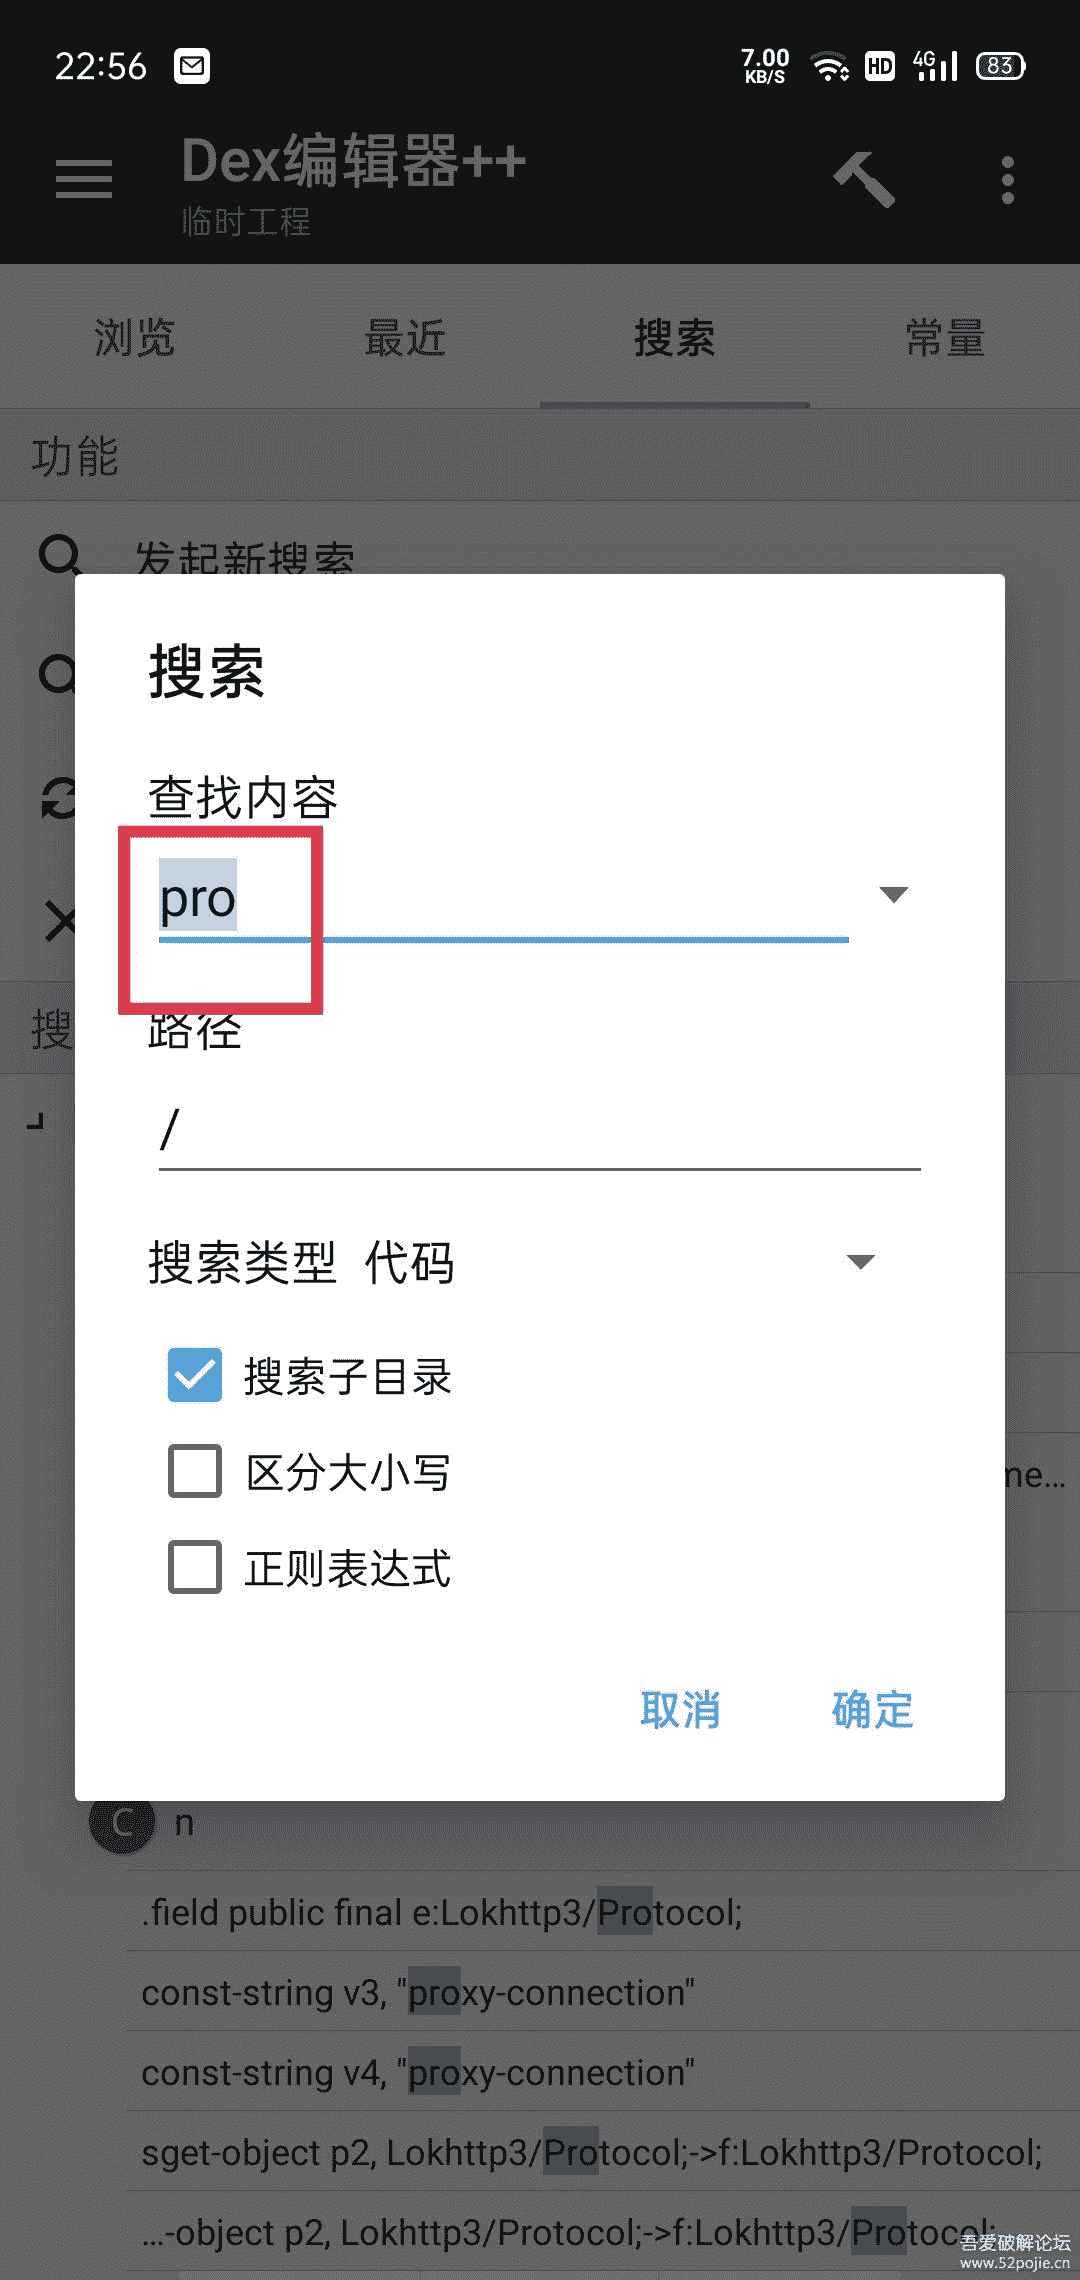 22:56
7.00
KB/S
HD
4G
83
Dex编辑器++
临时工程
浏览
最近
搜索
常量
功能
发起新搜索
搜索
查找内容
pro
搜
路径
/
搜索类型 代码
搜索子目录
区分大小写
me...
正则表达式
取消
确定
C n
.field public final e:Lokhttp3/Protocol;
const-string v3, "proxy-connection"
const-string v4, "proxy-connection"
sget-object p2, Lokhttp3/Protocol;->f:Lokhttp3/Protocol;
...-object p2, Lokhttp3/Protocol;->f:Lokhttp3/Protocol;
吾爱破解论坛
www.52pojie.cn